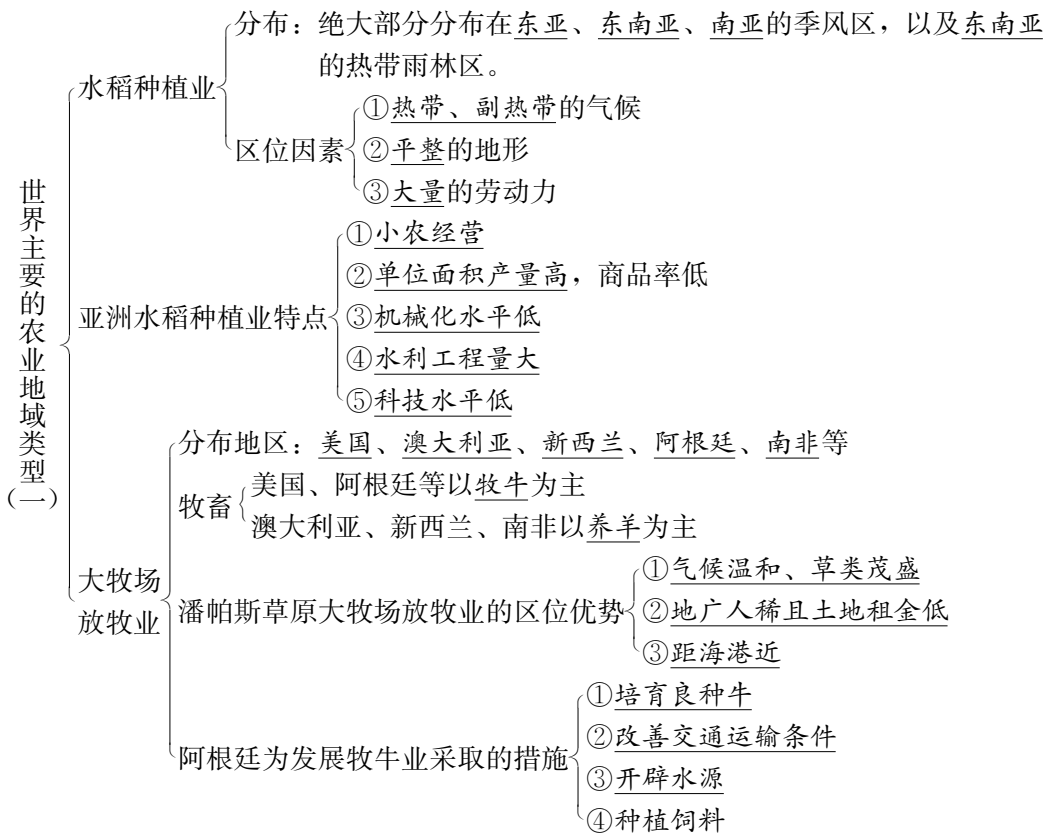 世界主要的农业地域类型(一)
水稻种植业
分布：绝大部分分布在东亚、东南亚、南亚的季风区，以及东南亚
的热带雨林区。
区位因素
①热带、副热带的气候
②平整的地形
③大量的劳动力
亚洲水稻种植业特点
①小农经营
②单位面积产量高，商品率低
③机械化水平低
④水利工程量大
⑤科技水平低
大牧场
放牧业
分布地区：美国、澳大利亚、新西兰、阿根廷、南非等
牧畜
美国、阿根廷等以牧牛为主
澳大利亚、新西兰、南非以养羊为主
潘帕斯草原大牧场放牧业的区位优势
①气候温和、草类茂盛
②地广人稀且土地租金低
③距海港近
阿根廷为发展牧牛业采取的措施
①培育良种牛
②改善交通运输条件
③开辟水源
④种植饲料